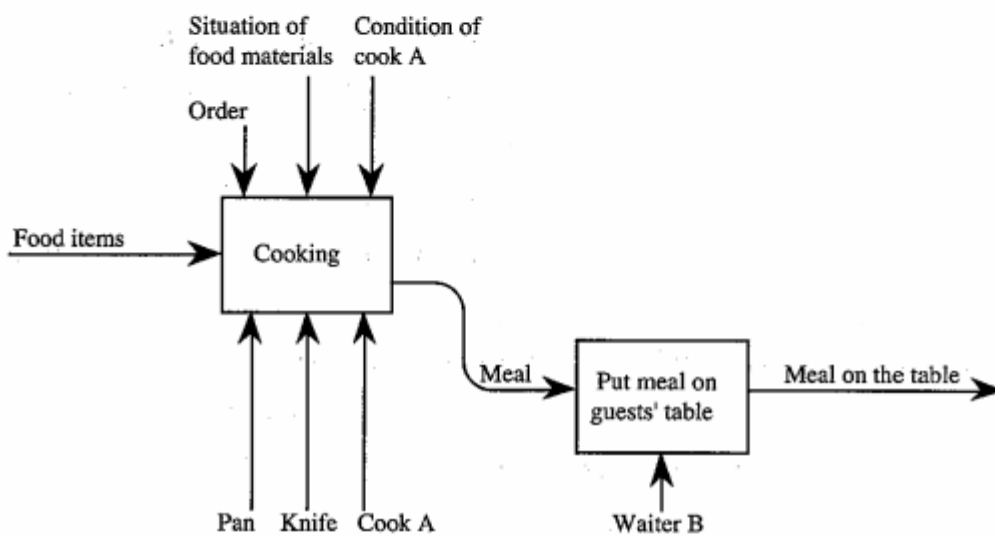 Situation of
food materials
Condition of
cook A
Order
Food items
Cooking
Meal
Put meal on
guests' table
Meal on the table
Pan
Knife
Cook A
Waiter B